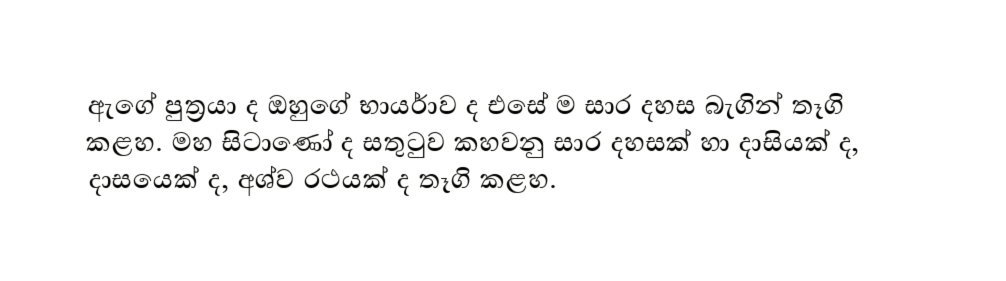 ඇගේ පුත්‍රයා ද ඔහුගේ භාර්යාව ද එසේ ම සාර දහස බැගින් තෑගි
කළහ. මහ සිටාණෝ ද සතුටුව කහවනු සාර දහසක් හා දාසියක් ද,
දාසයෙක් ද, අශ්ව රථයක් ද තෑගි කළහ.